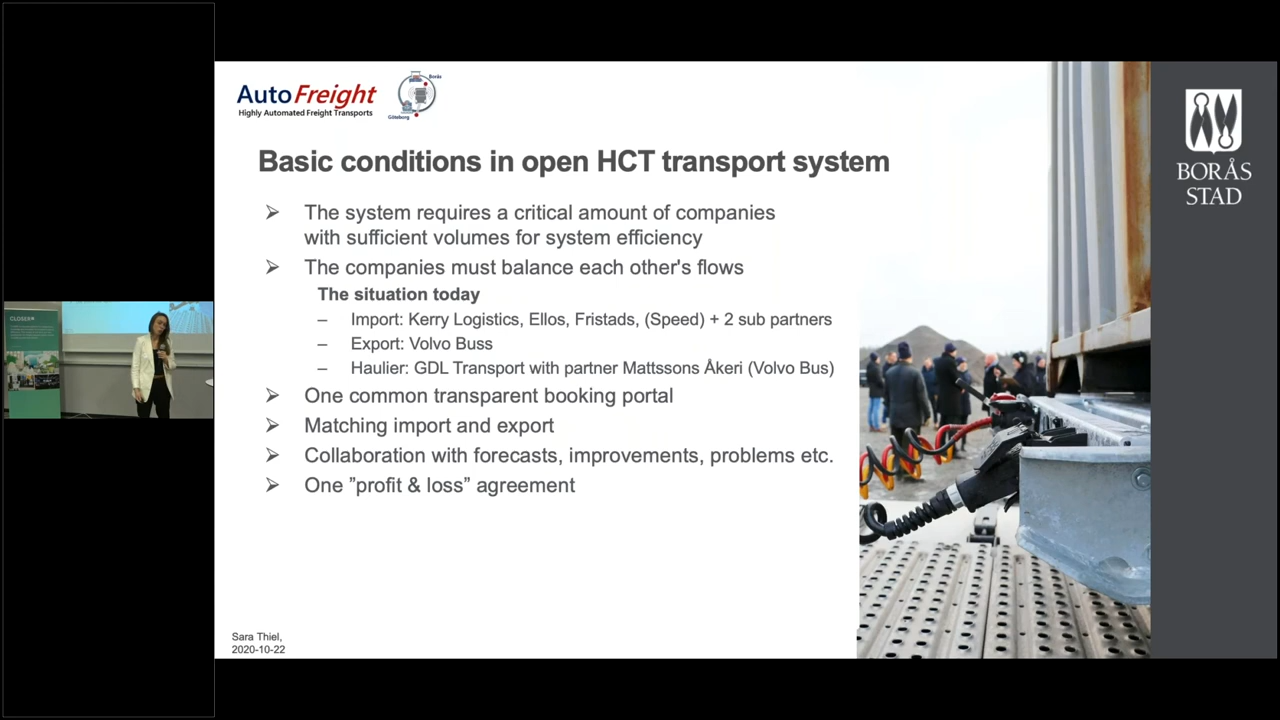 AutoFreight
Highly Automated Freight Transports
Borås
Göteborg
BORÅS
STAD
Basic conditions in open HCT transport system
➢ The system requires a critical amount of companies
with sufficient volumes for system efficiency
➢ The companies must balance each other's flows
The situation today
– Import: Kerry Logistics, Ellos, Fristads, (Speed) + 2 sub partners
– Export: Volvo Buss
– Haulier: GDL Transport with partner Mattssons Åkeri (Volvo Bus)
➢ One common transparent booking portal
➢ Matching import and export
➢ Collaboration with forecasts, improvements, problems etc.
➢ One ”profit & loss” agreement
Sara Thiel,
2020-10-22
CLOSER